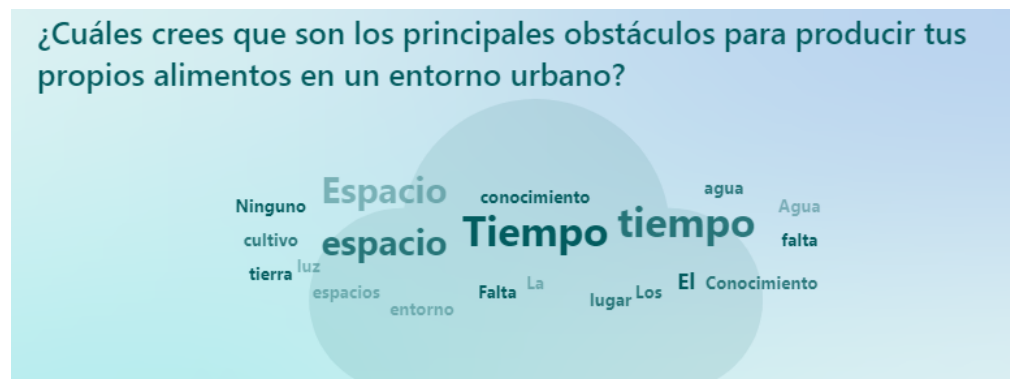 ¿Cuáles crees que son los principales obstáculos para producir tus
propios alimentos en un entorno urbano?
Ninguno Espacio conocimiento agua Agua
cultivo espacio Tiempo tiempo falta
tierra luz espacios entorno Falta La lugar Los El Conocimiento